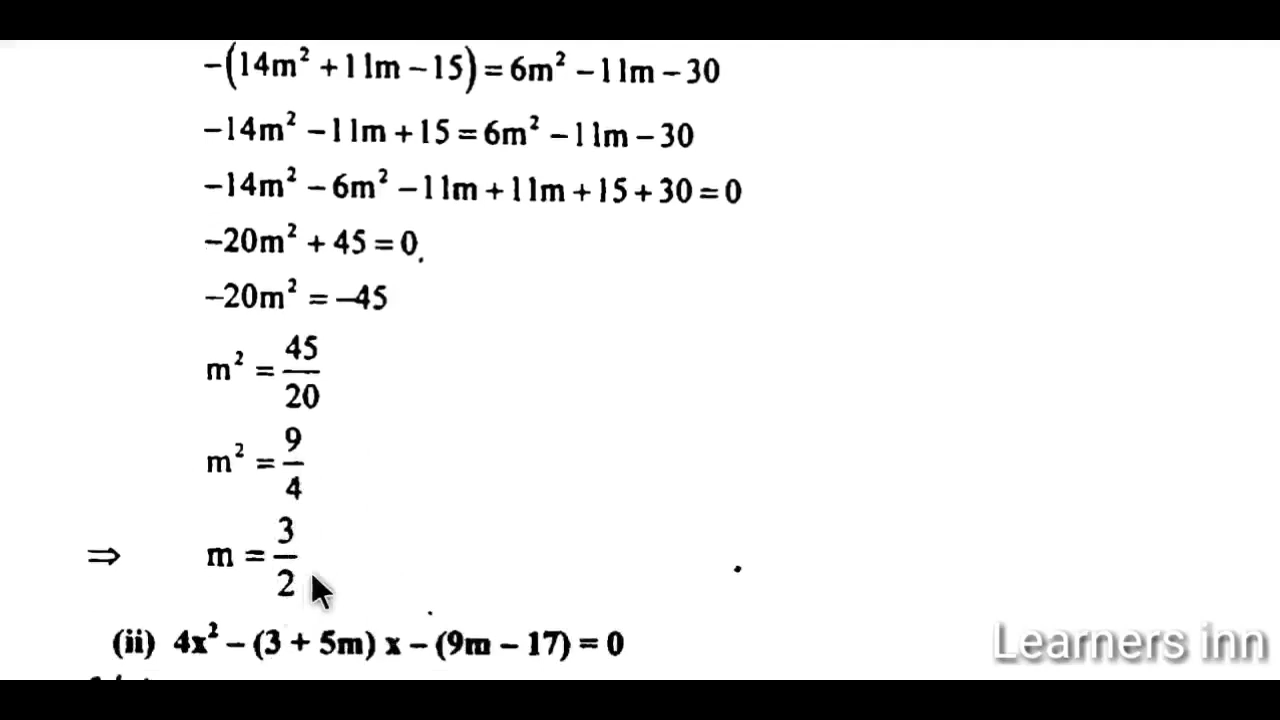 −(14m² + 11m − 15) = 6m² − 11m − 30
−14m² − 11m + 15 = 6m² − 11m − 30
−14m² − 6m² − 11m + 11m + 15 + 30 = 0
−20m² + 45 = 0
−20m² = −45
m² = 45/20
m² = 9/4
⇒ m = 3/2
(ii) 4x² − (3 + 5m) x − (9m − 17) = 0
Learners inn